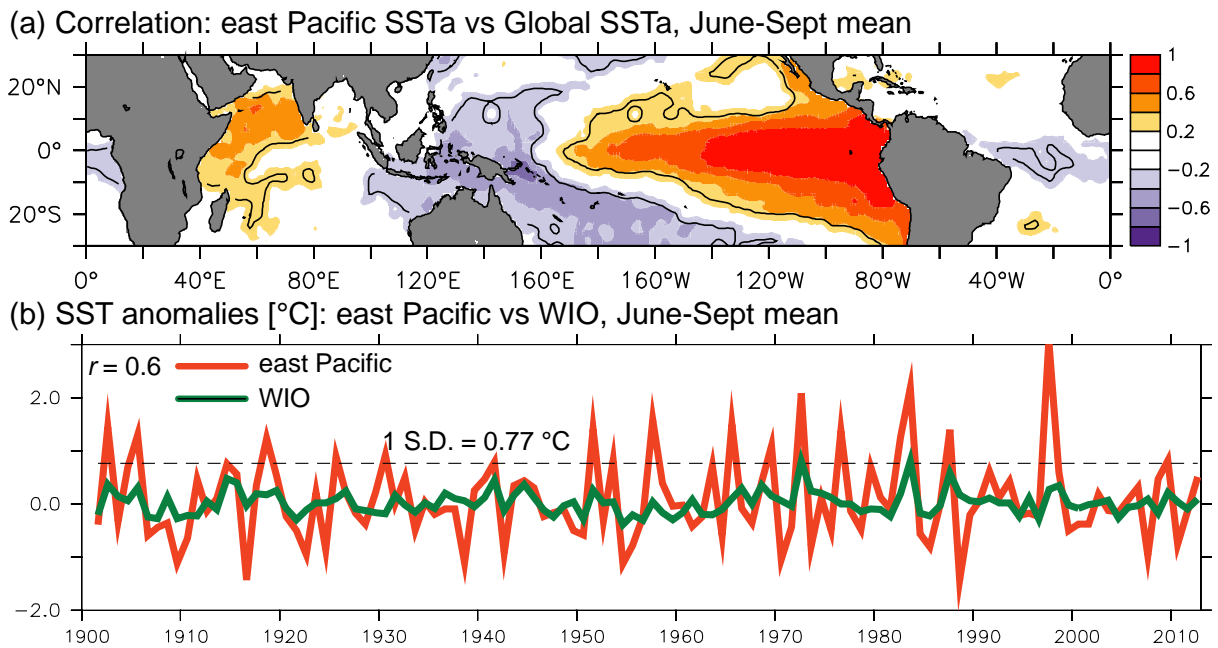 (a) Correlation: east Pacific SSTa vs Global SSTa, June-Sept mean
20°N
0°
20°S
1
0.6
0.2
−0.2
−0.6
−1
0° 40°E 80°E 120°E 160°E 160°W 120°W 80°W 40°W 0°
(b) SST anomalies [°C]: east Pacific vs WIO, June-Sept mean
r = 0.6 east Pacific
WIO
1 S.D. = 0.77 °C
2.0
0.0
−2.0
1900 1910 1920 1930 1940 1950 1960 1970 1980 1990 2000 2010